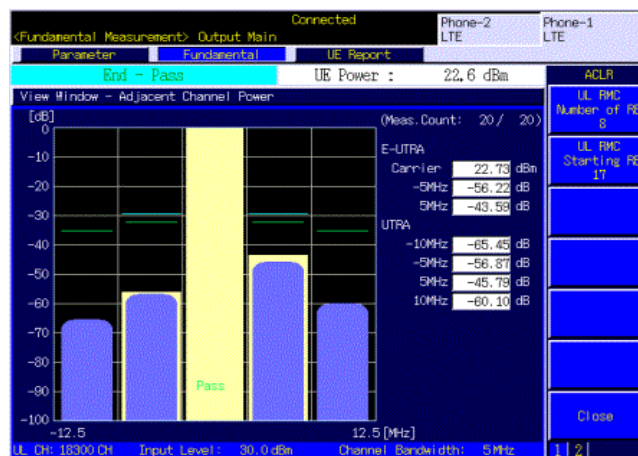 Connected
Phone-2
LTE
Phone-1
LTE
<Fundamental Measurement> Output Main
Parameter
Fundamental
UE Report
End - Pass
UE Power : 22.6 dBm
ACLR
View Window - Adjacent Channel Power
UL RMC
Number of RB
8
UL RMC
Starting RB
17
[dB]
(Meas.Count: 20 / 20)
0
-10
-20
-30
-40
-50
-60
-70
-80
-90
-100
E-UTRA
Carrier 22.73 dBm
-5MHz -56.22 dB
5MHz -43.59 dB
UTRA
-10MHz -65.45 dB
-5MHz -56.87 dB
5MHz -45.79 dB
10MHz -60.10 dB
Pass
-12.5
12.5 [MHz]
Close
UL CH: 18300 CH Input Level: 30.0 dBm Channel Bandwidth: 5 MHz
1 2